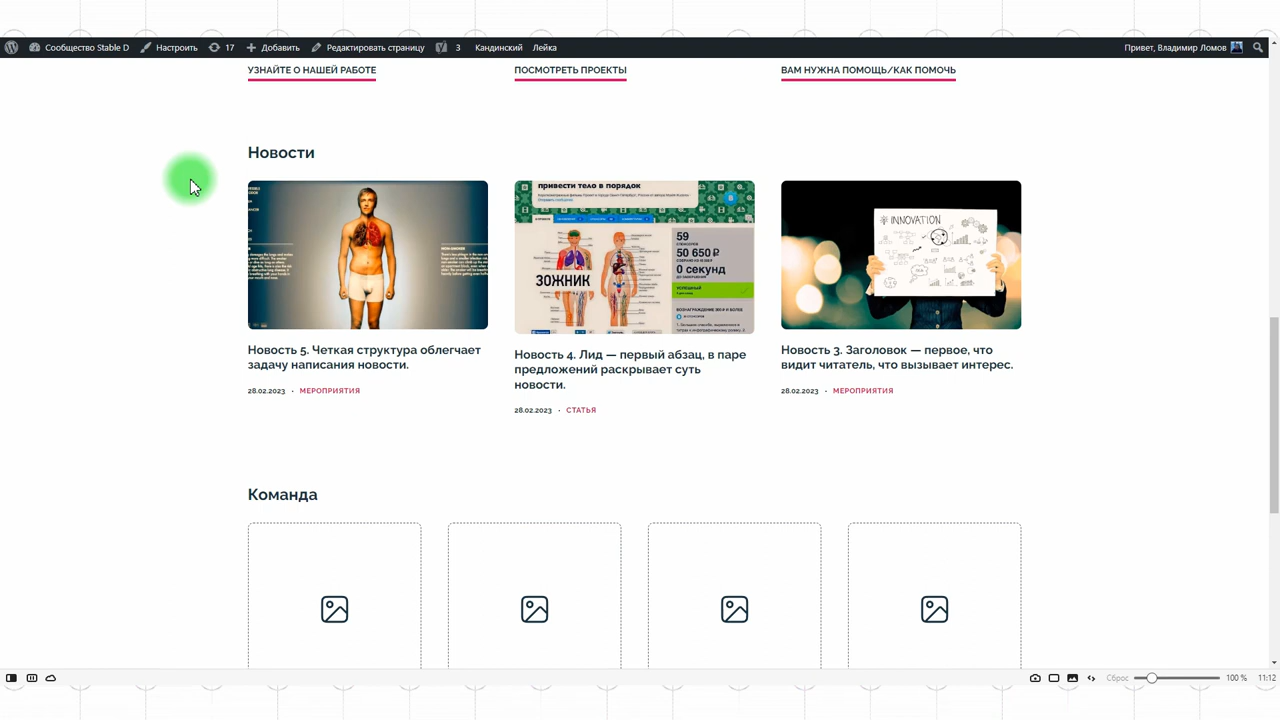 Сообщество Stable D Настроить 17 Добавить Редактировать страницу 3 Кандинский Лейка Привет, Владимир Ломов
УЗНАЙТЕ О НАШЕЙ РАБОТЕ ПОСМОТРЕТЬ ПРОЕКТЫ ВАМ НУЖНА ПОМОЩЬ/КАК ПОМОЧЬ
Новости
привести тело в порядок
59
50 650 ₽
0 секунд
ЗОЖНИК
INNOVATION
Новость 5. Четкая структура облегчает
задачу написания новости.
28.02.2023 • МЕРОПРИЯТИЯ
Новость 4. Лид — первый абзац, в паре
предложений раскрывает суть
новости.
28.02.2023 • СТАТЬЯ
Новость 3. Заголовок — первое, что
видит читатель, что вызывает интерес.
28.02.2023 • МЕРОПРИЯТИЯ
Команда
Сброс 100 % 11:12